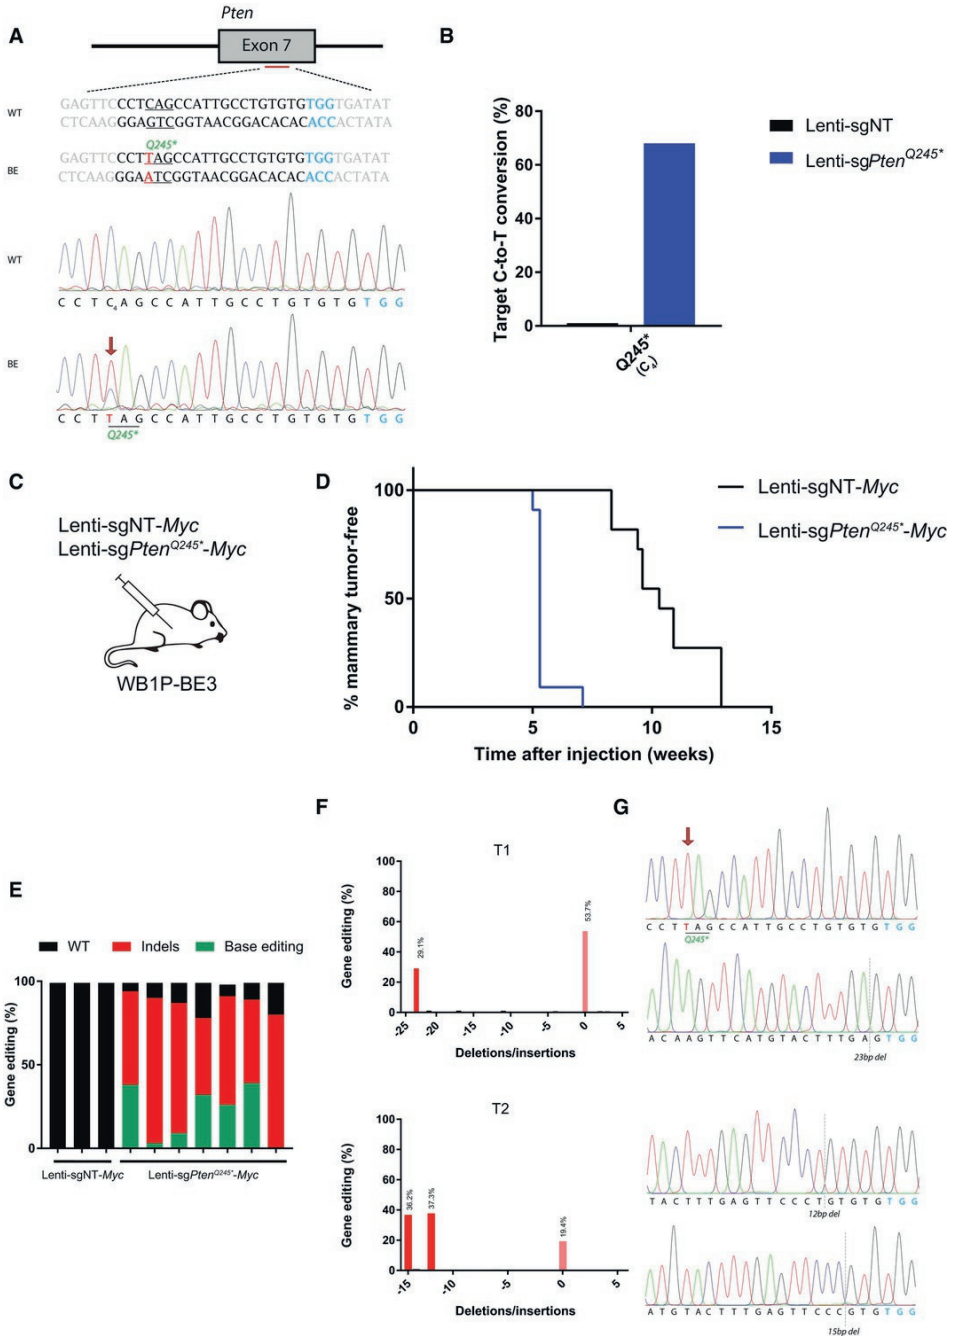 A
Pten
Exon 7
WT
GAGTTCCCCTCAGCCATTGCCTGTGTGTGGTGATAT
CTCAAGGGAGTCGGTAACGGACACACACCACTATA
Q245*
BE
GAGTTCCCCTTAGCCATTGCCTGTGTGTGGTGATAT
CTCAAGGGGAATCGGTAACGGACACACACCACTATA
WT
C C T C4 A G C C A T T G C C T G T G T G T G G
BE
C C T T A G C C A T T G C C T G T G T G T G G
Q245*
B
Target C-to-T conversion (%)
80
60
40
20
0
Q245*
(C4)
Lenti-sgNT
Lenti-sgPtenQ245*
C
Lenti-sgNT-Myc
Lenti-sgPtenQ245*-Myc
WB1P-BE3
D
% mammary tumor-free
100
50
0
0 5 10 15
Time after injection (weeks)
Lenti-sgNT-Myc
Lenti-sgPtenQ245*-Myc
E
WT Indels Base editing
Gene editing (%)
100
50
0
Lenti-sgNT-Myc Lenti-sgPtenQ245*-Myc
F
T1
Gene editing (%)
100
80
60
40
20
0
29.1%
53.7%
-25 -20 -15 -10 -5 0 5
Deletions/insertions
T2
Gene editing (%)
100
80
60
40
20
0
36.2%
37.3%
19.4%
-15 -10 -5 0 5
Deletions/insertions
G
C C T T A G C C A T T G C C T G T G T G T G G
Q245*
A C A A G T T C A T G T A C T T T G A G T G G
23bp del
T A C T T T G A G T T C C C T G T G T G T G G
12bp del
A T G T A C T T T G A G T T C C C G T G T G G
15bp del